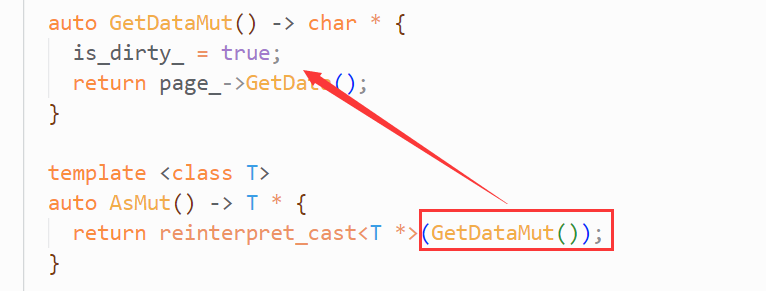 auto GetDataMut() -> char * {
is_dirty_ = true;
return page_->GetData();
}
template <class T>
auto AsMut() -> T * {
return reinterpret_cast<T *>(GetDataMut());
}